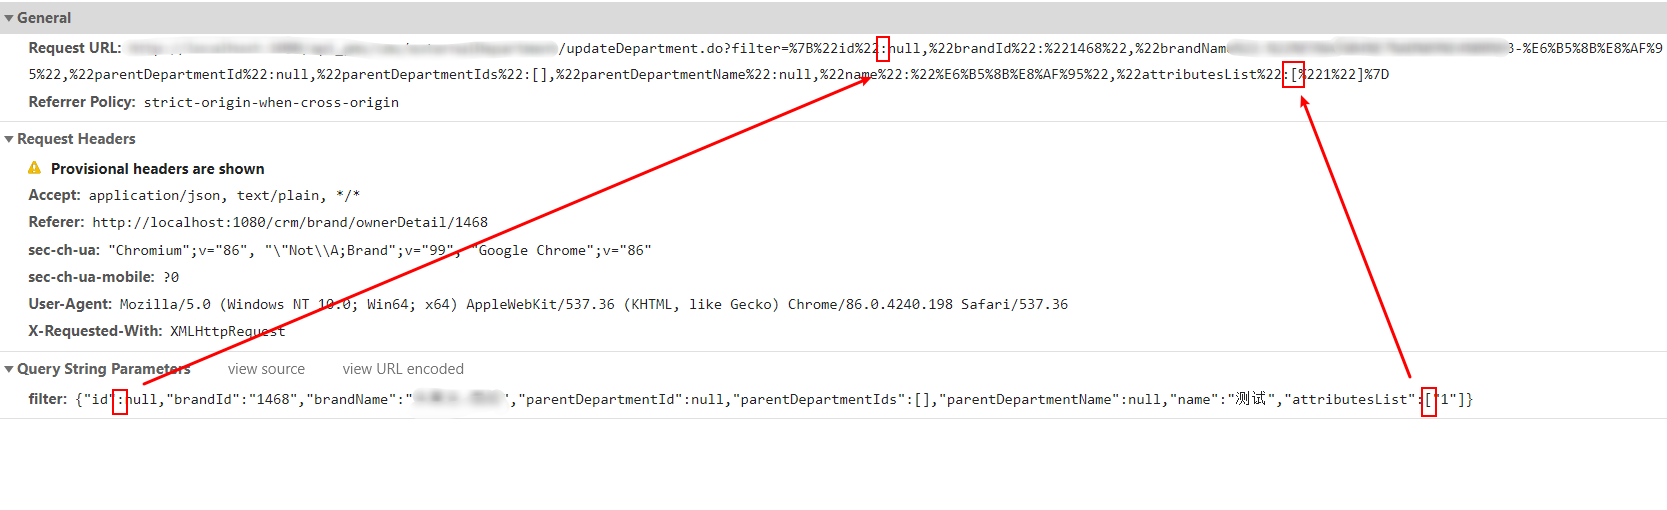 General
Request URL: /updateDepartment.do?filter=%7B%22id%22:null,%22brandId%22:%221468%22,%22brandName 3-%E6%B5%8B%E8%AF%9
5%22,%22parentDepartmentId%22:null,%22parentDepartmentIds%22:[],%22parentDepartmentName%22:null,%22name%22:%22%E6%B5%8B%E8%AF%95%22,%22attributesList%22:[%221%22]%7D
Referrer Policy: strict-origin-when-cross-origin
Request Headers
Provisional headers are shown
Accept: application/json, text/plain, */*
Referer: http://localhost:1080/crm/brand/ownerDetail/1468
sec-ch-ua: "Chromium";v="86", "\"Not\\A;Brand";v="99", "Google Chrome";v="86"
sec-ch-ua-mobile: ?0
User-Agent: Mozilla/5.0 (Windows NT 10.0; Win64; x64) AppleWebKit/537.36 (KHTML, like Gecko) Chrome/86.0.4240.198 Safari/537.36
X-Requested-With: XMLHttpRequest
Query String Parameters view source view URL encoded
filter: {"id":null,"brandId":"1468","brandName":" ","parentDepartmentId":null,"parentDepartmentIds":[],"parentDepartmentName":null,"name":"测试","attributesList":["1"]}